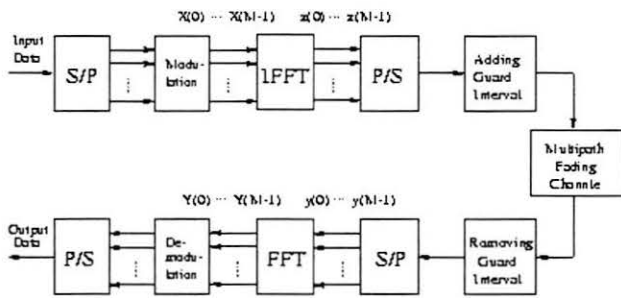 X(0) ··· X(N-1) x(0) ··· x(N-1)
Input
Data
S/P
Modu-
lation
IFFT
P/S
Adding
Guard
Interval
Multipath
Fading
Channle
Y(0) ··· Y(N-1) y(0) ··· y(N-1)
Output
Data
P/S
De-
modu-
lation
FFT
S/P
Removing
Guard
Interval